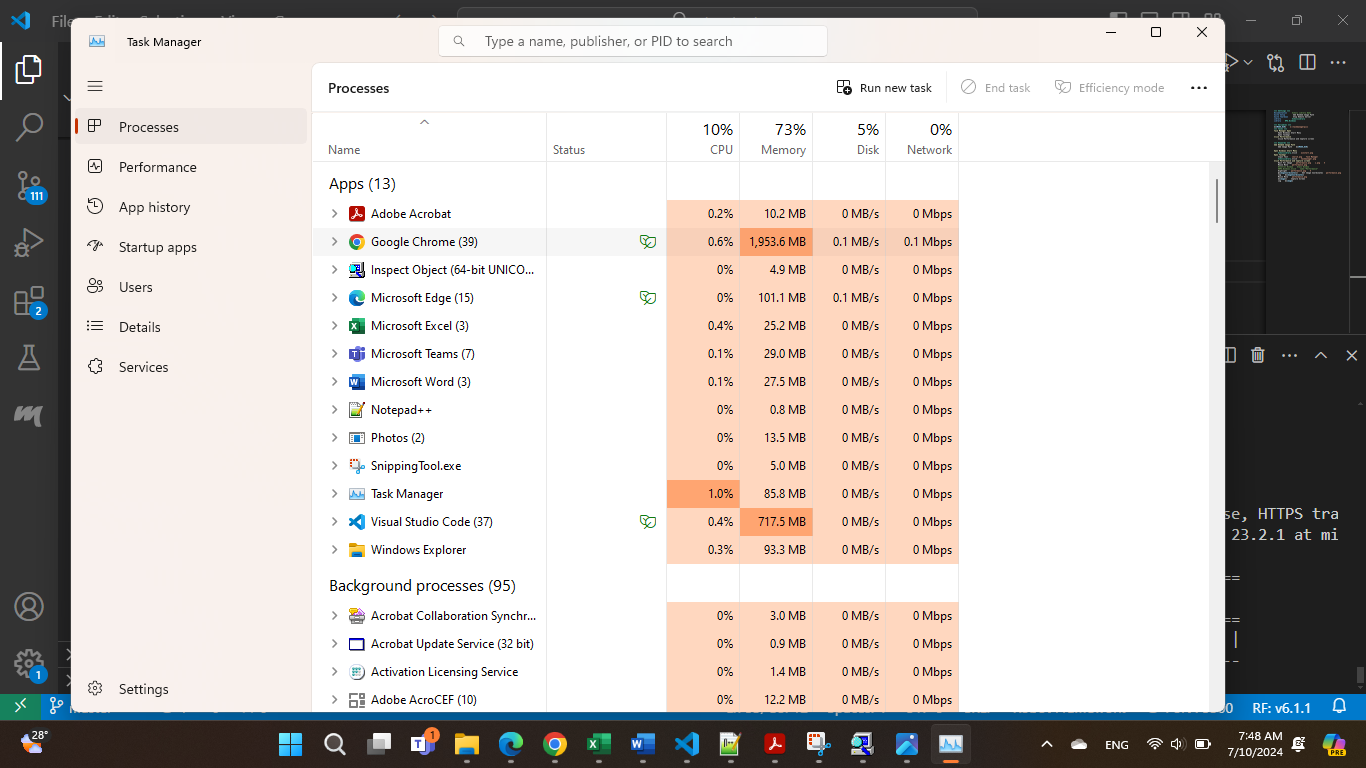 Task Manager
Type a name, publisher, or PID to search
Processes
Run new task
End task
Efficiency mode
Processes
Performance
App history
Startup apps
Users
Details
Services
Settings
10% 73% 5% 0%
Name Status CPU Memory Disk Network
Apps (13)
Adobe Acrobat 0.2% 10.2 MB 0 MB/s 0 Mbps
Google Chrome (39) 0.6% 1,953.6 MB 0.1 MB/s 0.1 Mbps
Inspect Object (64-bit UNICO... 0% 4.9 MB 0 MB/s 0 Mbps
Microsoft Edge (15) 0% 101.1 MB 0.1 MB/s 0 Mbps
Microsoft Excel (3) 0.4% 25.2 MB 0 MB/s 0 Mbps
Microsoft Teams (7) 0.1% 29.0 MB 0 MB/s 0 Mbps
Microsoft Word (3) 0.1% 27.5 MB 0 MB/s 0 Mbps
Notepad++ 0% 0.8 MB 0 MB/s 0 Mbps
Photos (2) 0% 13.5 MB 0 MB/s 0 Mbps
SnippingTool.exe 0% 5.0 MB 0 MB/s 0 Mbps
Task Manager 1.0% 85.8 MB 0 MB/s 0 Mbps
Visual Studio Code (37) 0.4% 717.5 MB 0 MB/s 0 Mbps
Windows Explorer 0.3% 93.3 MB 0 MB/s 0 Mbps
Background processes (95)
Acrobat Collaboration Synchr... 0% 3.0 MB 0 MB/s 0 Mbps
Acrobat Update Service (32 bit) 0% 0.9 MB 0 MB/s 0 Mbps
Activation Licensing Service 0% 1.4 MB 0 MB/s 0 Mbps
Adobe AcroCEF (10) 0% 12.2 MB 0 MB/s 0 Mbps
111
2
1
se, HTTPS tra
23.2.1 at mi
==
==
|
--
RF: v6.1.1
28°
1
ENG
7:48 AM
7/10/2024
PRE